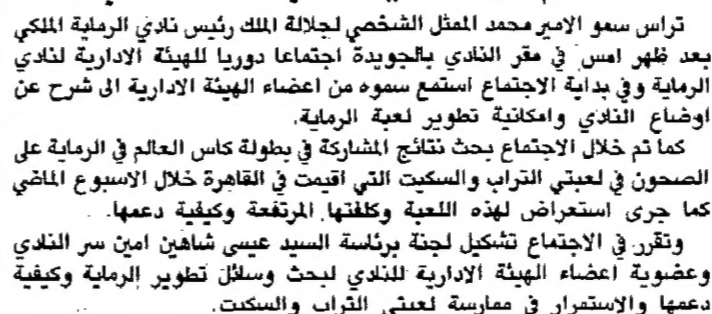 تراس سمو الامير محمد الممثل الشخصي لجلالة الملك رئيس نادي الرماية الملكي
بعد ظهر امس في مقر النادي بالجويدة اجتماعا دوريا للهيئة الادارية لنادي
الرماية وفي بداية الاجتماع استمع سموه من اعضاء الهيئة الادارية الى شرح عن
اوضاع النادي وامكانية تطوير لعبة الرماية.
كما تم خلال الاجتماع بحث نتائج المشاركة في بطولة كاس العالم في الرماية على
الصحون في لعبتي التراب والسكيت التي اقيمت في القاهرة خلال الاسبوع الماضي
كما جرى استعراض لهذه اللعبة وكلفتها المرتفعة وكيفية دعمها.
وتقرر في الاجتماع تشكيل لجنة برئاسة السيد عيسى شاهين امين سر النادي
وعضوية اعضاء الهيئة الادارية للنادي لبحث وسائل تطوير الرماية وكيفية
دعمها والاستمرار في ممارسة لعبتي التراب والسكيت.